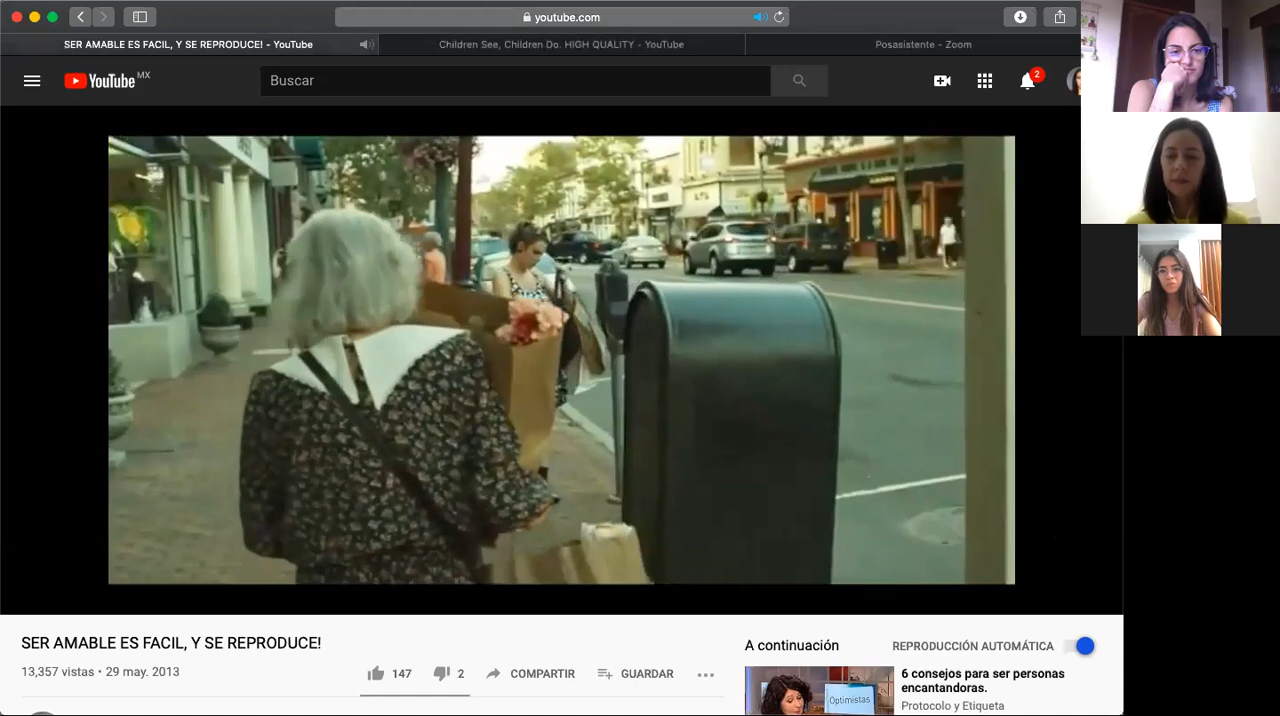 youtube.com
SER AMABLE ES FACIL, Y SE REPRODUCE! - YouTube
Children See, Children Do. HIGH QUALITY - YouTube
Posasistente - Zoom
YouTube MX
Buscar
2
SER AMABLE ES FACIL, Y SE REPRODUCE!
13,357 vistas • 29 may. 2013
147
2
COMPARTIR
GUARDAR
A continuación
REPRODUCCIÓN AUTOMÁTICA
6 consejos para ser personas
encantadoras.
Protocolo y Etiqueta
Optimistas